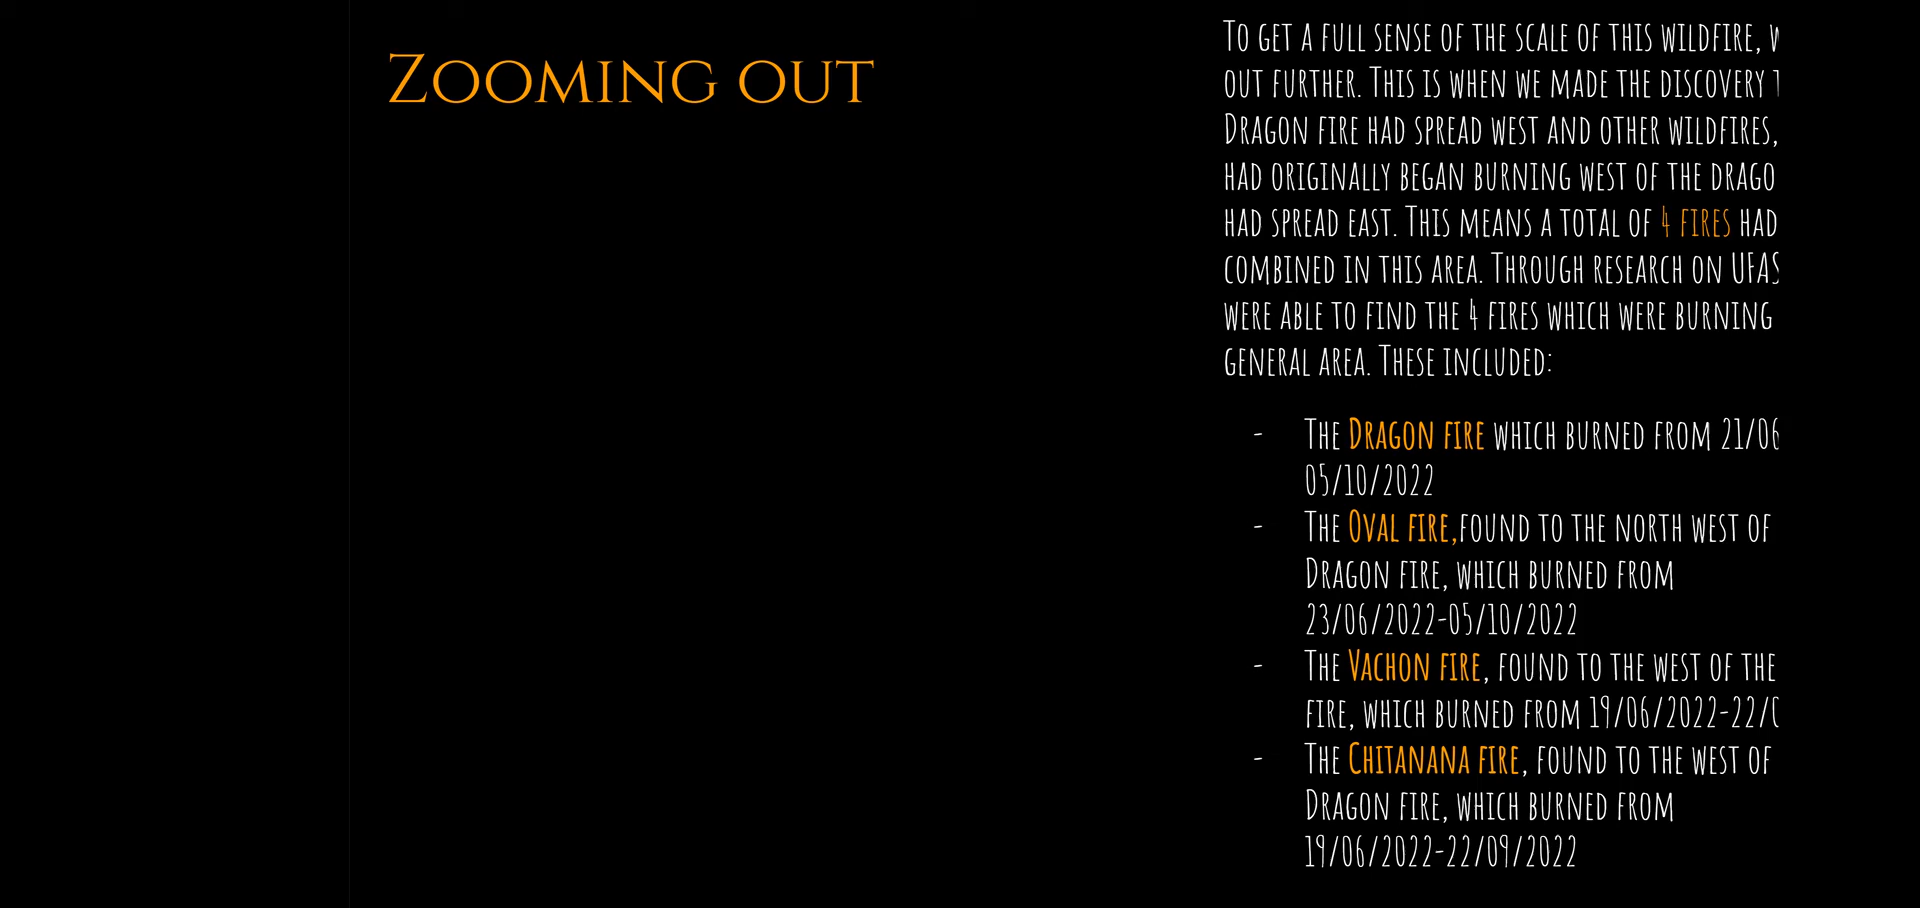 Zooming out
To get a full sense of the scale of this wildfire,
out further. This is when we made the discovery
Dragon fire had spread west and other wildfires,
had originally began burning west of the drago
had spread east. This means a total of 4 fires had
combined in this area. Through research on UFAS
were able to find the 4 fires which were burning
general area. These included:
- The Dragon fire which burned from 21/06
05/10/2022
- The Oval fire,found to the north west of
Dragon fire, which burned from
23/06/2022-05/10/2022
- The Vachon fire, found to the west of the
fire, which burned from 19/06/2022-22/0
- The Chitanana fire, found to the west of
Dragon fire, which burned from
19/06/2022-22/09/2022